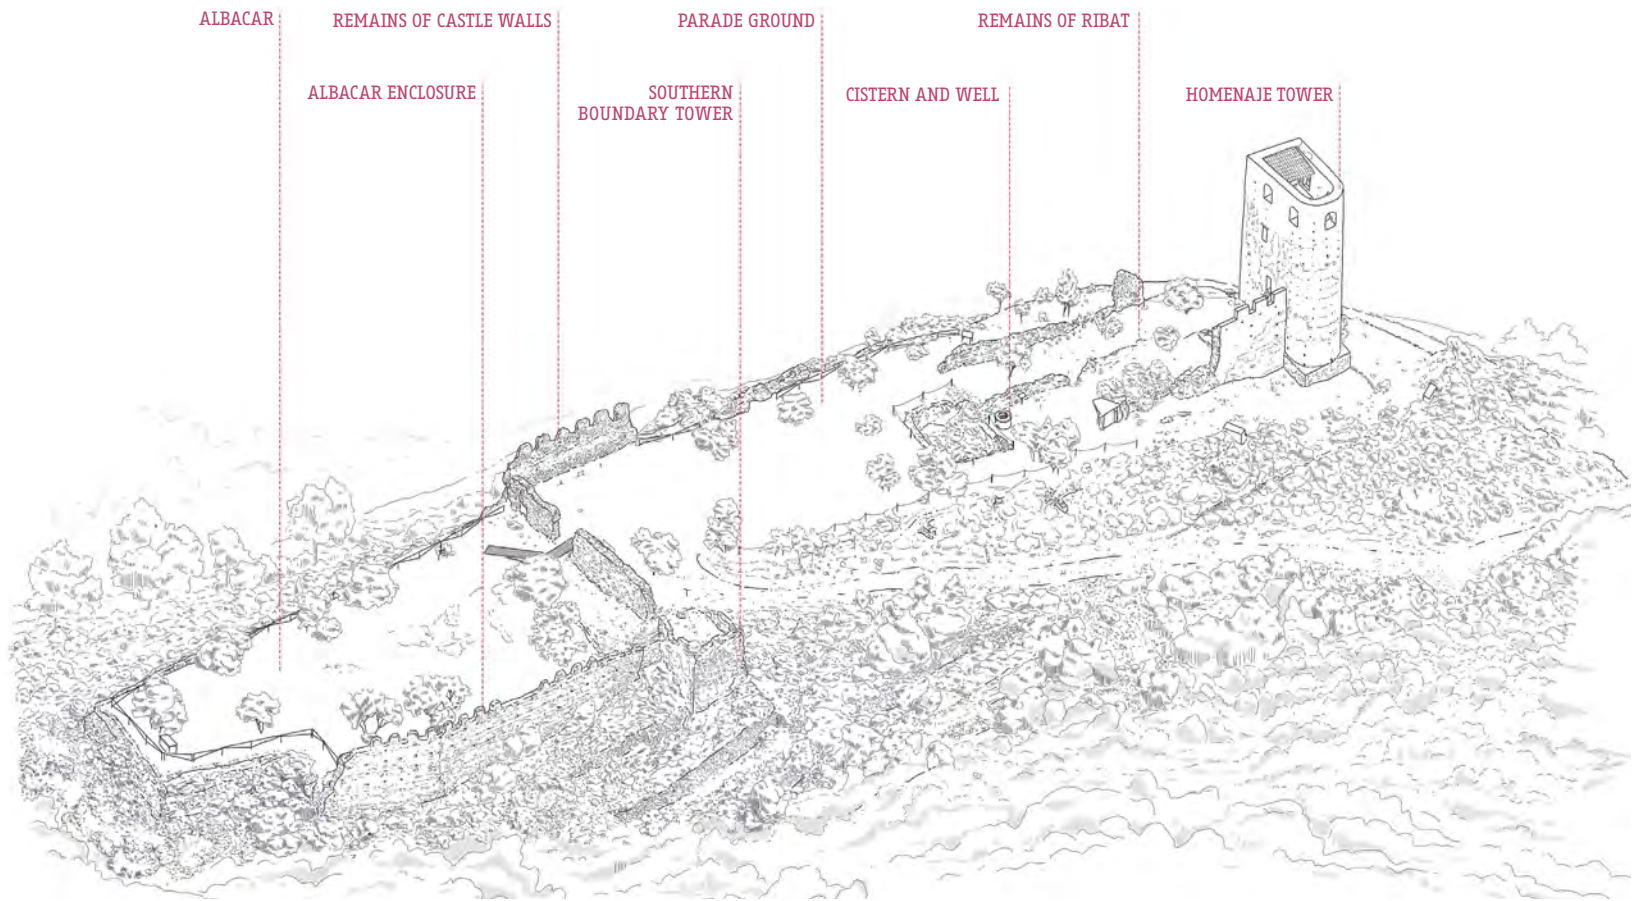 ALBACAR
REMAINS OF CASTLE WALLS
PARADE GROUND
REMAINS OF RIBAT
ALBACAR ENCLOSURE
SOUTHERN
BOUNDARY TOWER
CISTERN AND WELL
HOMENAJE TOWER